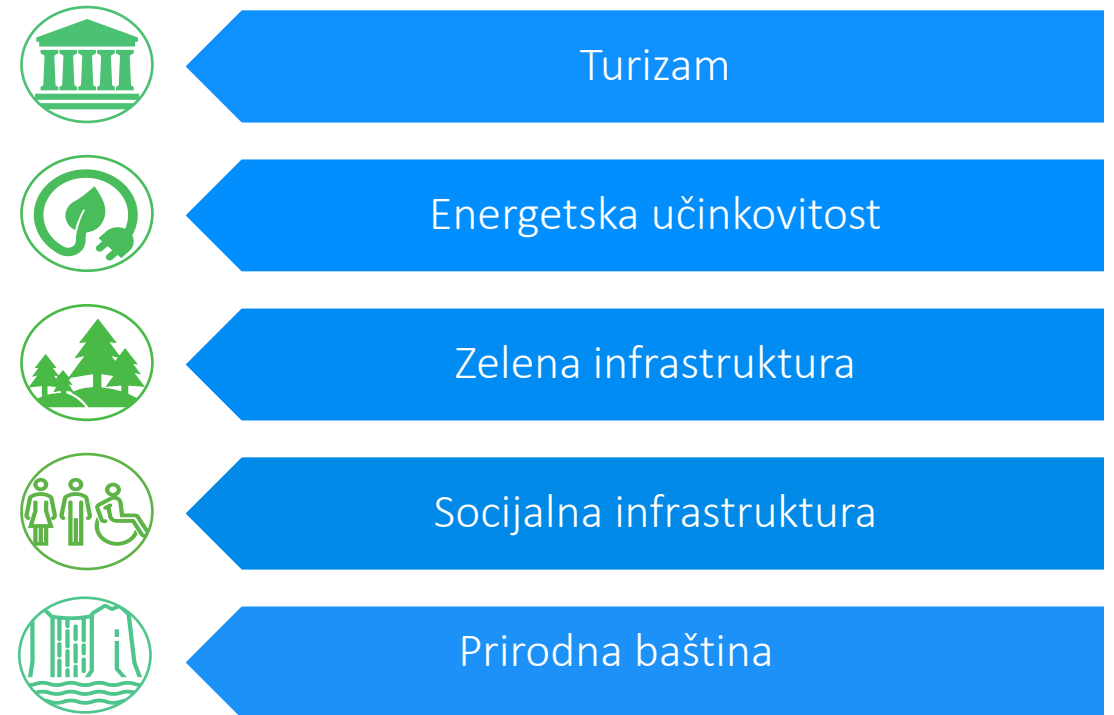 Turizam
Energetska učinkovitost
Zelena infrastruktura
Socijalna infrastruktura
Prirodna baština